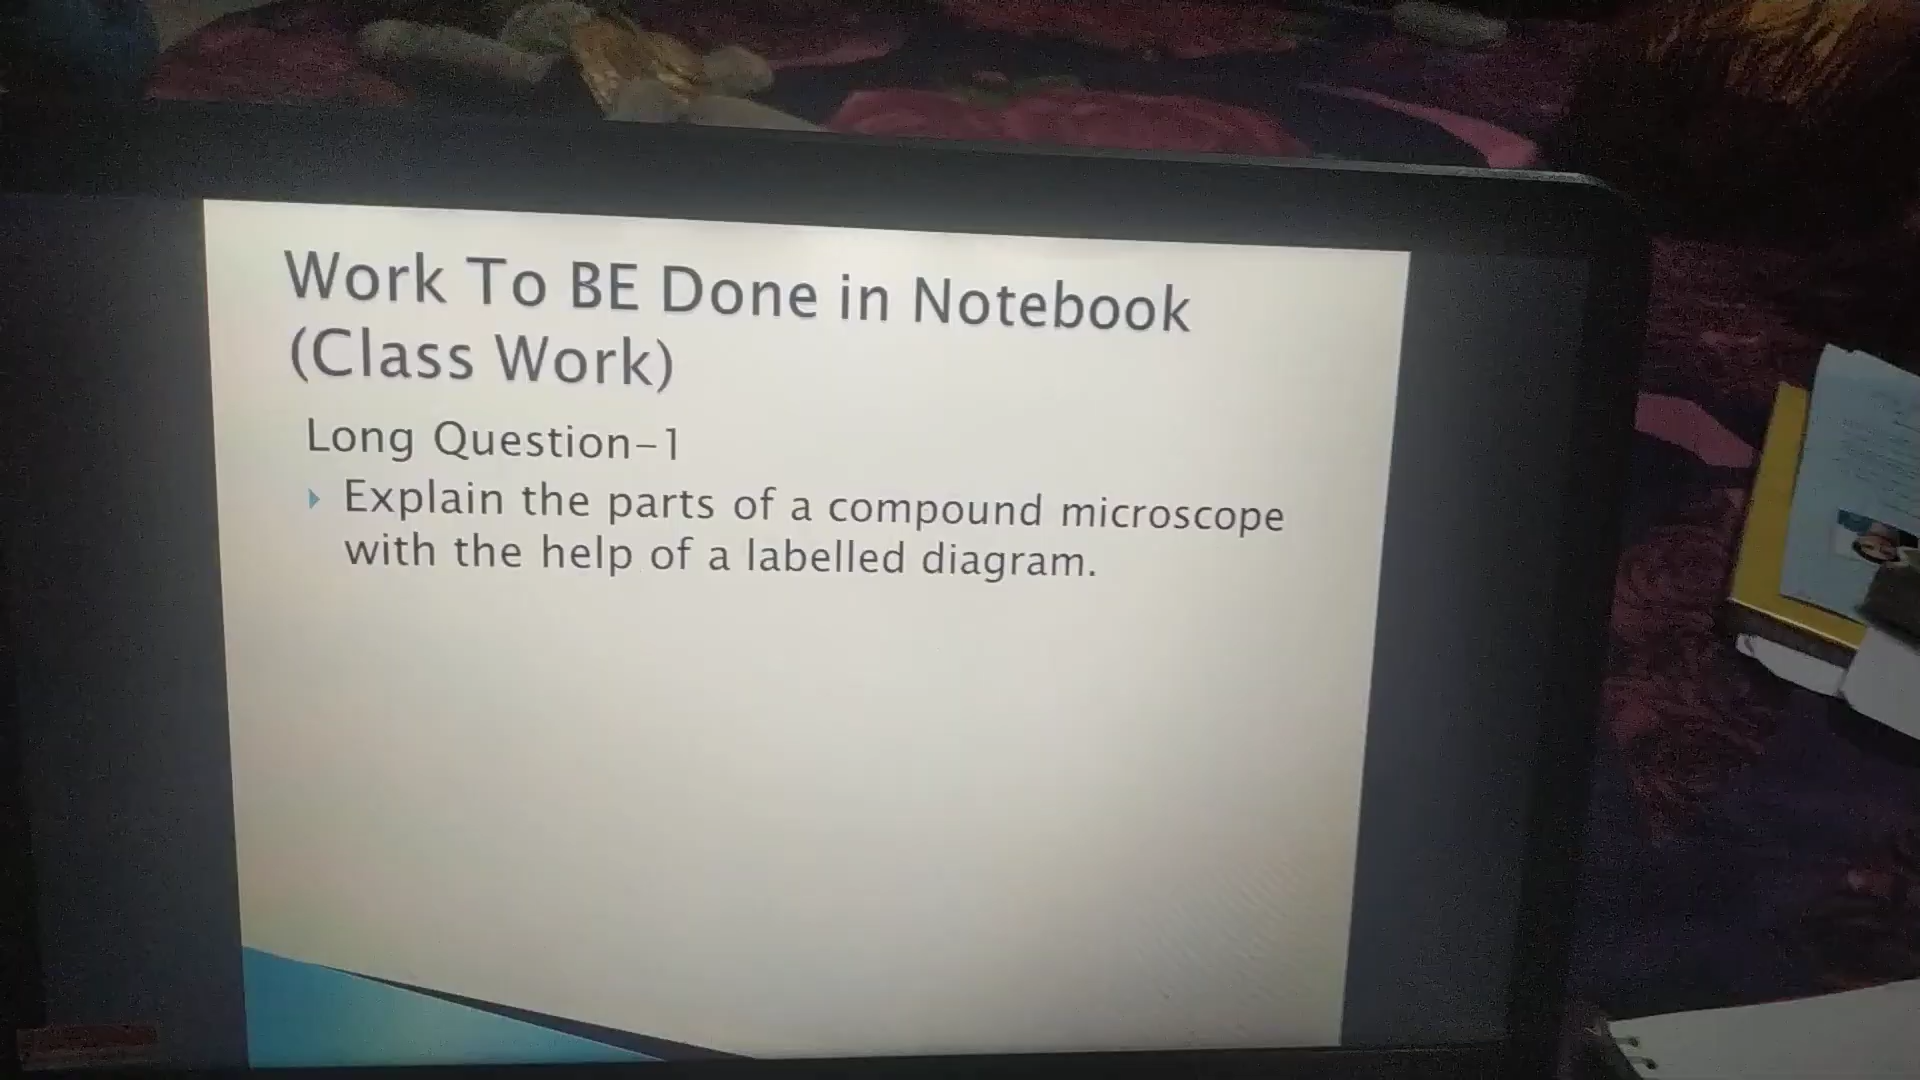 Work To BE Done in Notebook
(Class Work)
Long Question-1
Explain the parts of a compound microscope
with the help of a labelled diagram.